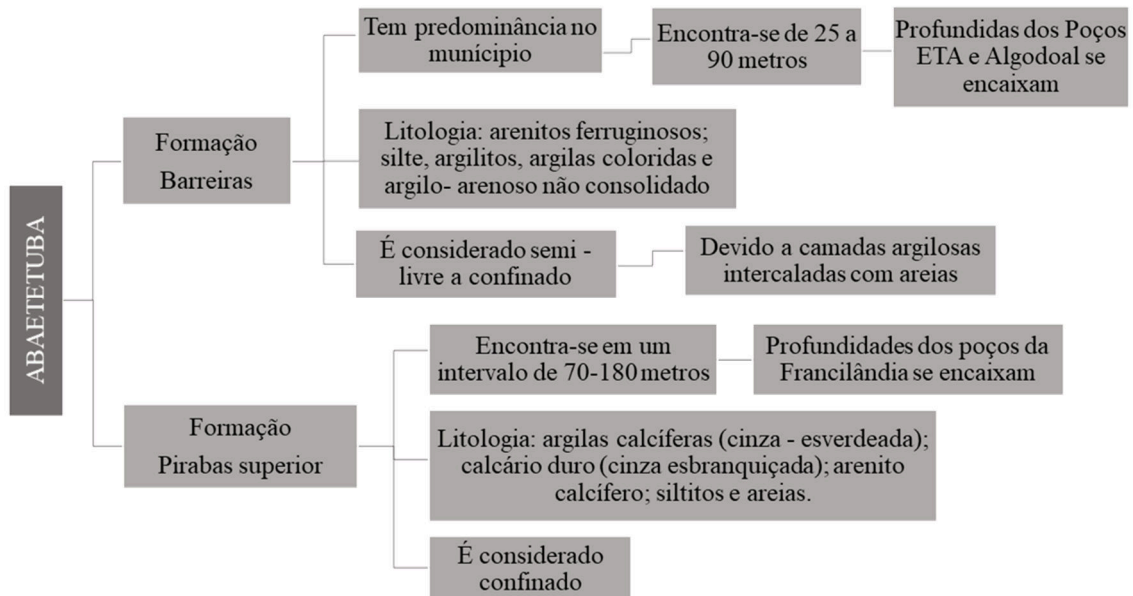 ABAETETUBA
Formação
Barreiras
Tem predominância no
munícipio
Encontra-se de 25 a
90 metros
Profundidas dos Poços
ETA e Algodoal se
encaixam
Litologia: arenitos ferruginosos;
silte, argilitos, argilas coloridas e
argilo- arenoso não consolidado
É considerado semi -
livre a confinado
Devido a camadas argilosas
intercaladas com areias
Formação
Pirabas superior
Encontra-se em um
intervalo de 70-180 metros
Profundidades dos poços da
Francilândia se encaixam
Litologia: argilas calcíferas (cinza - esverdeada);
calcário duro (cinza esbranquiçada); arenito
calcífero; siltitos e areias.
É considerado
confinado